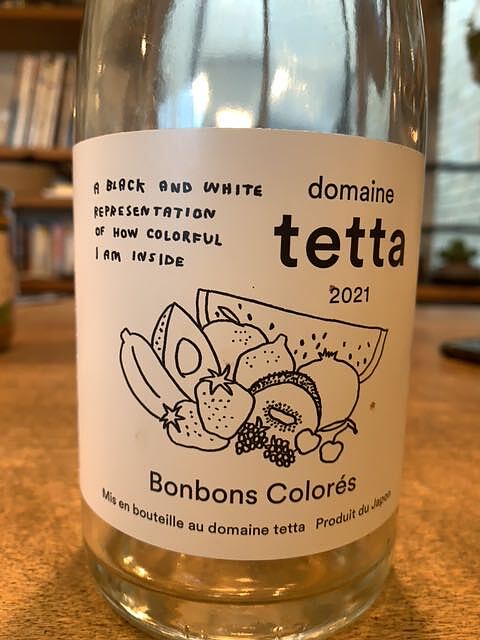 A BLACK AND WHITE
REPRESENTATION
OF HOW COLORFUL
I AM INSIDE
domaine
tetta
2021
Bonbons Colorés
Mis en bouteille au domaine tetta Produit du Japon